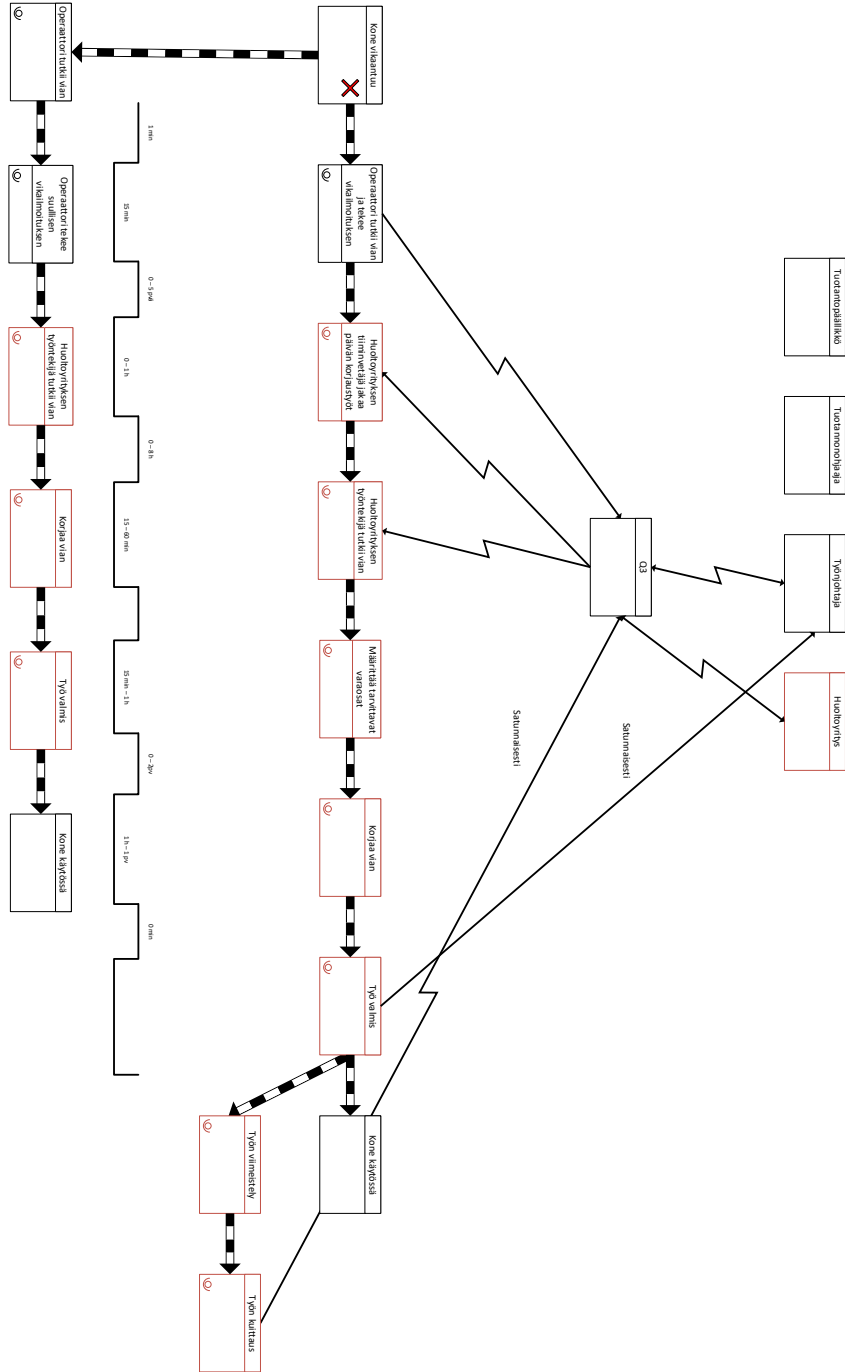 Tuotantopäällikkö
Tuotannonohjaaja
Työnjohtaja
Huoltoyritys
Q3
Satunnaisesti
Satunnaisesti
Kone vikaantuu
Operaattori tutkii vian
ja tekee
vikailmoituksen
Huoltoyrityksen
tiiminvetäjä jakaa
päivän korjaustyöt
Huoltoyrityksen
työntekijä tutkii vian
Määrittää tarvittavat
varaosat
Korjaa vian
Työ valmis
Kone käytössä
Työn viimeistely
Työn kuittaus
1 min
15 min
0 – 5 pvä
0 – 1 h
0 – 8 h
15 – 60 min
15 min – 1 h
0 – 2pv
1 h – 1 pv
0 min
Operaattori tutkii vian
Operaattori tekee
suullisen
vikailmoituksen
Huoltoyrityksen
työntekijä tutkii vian
Korjaa vian
Työ valmis
Kone käytössä